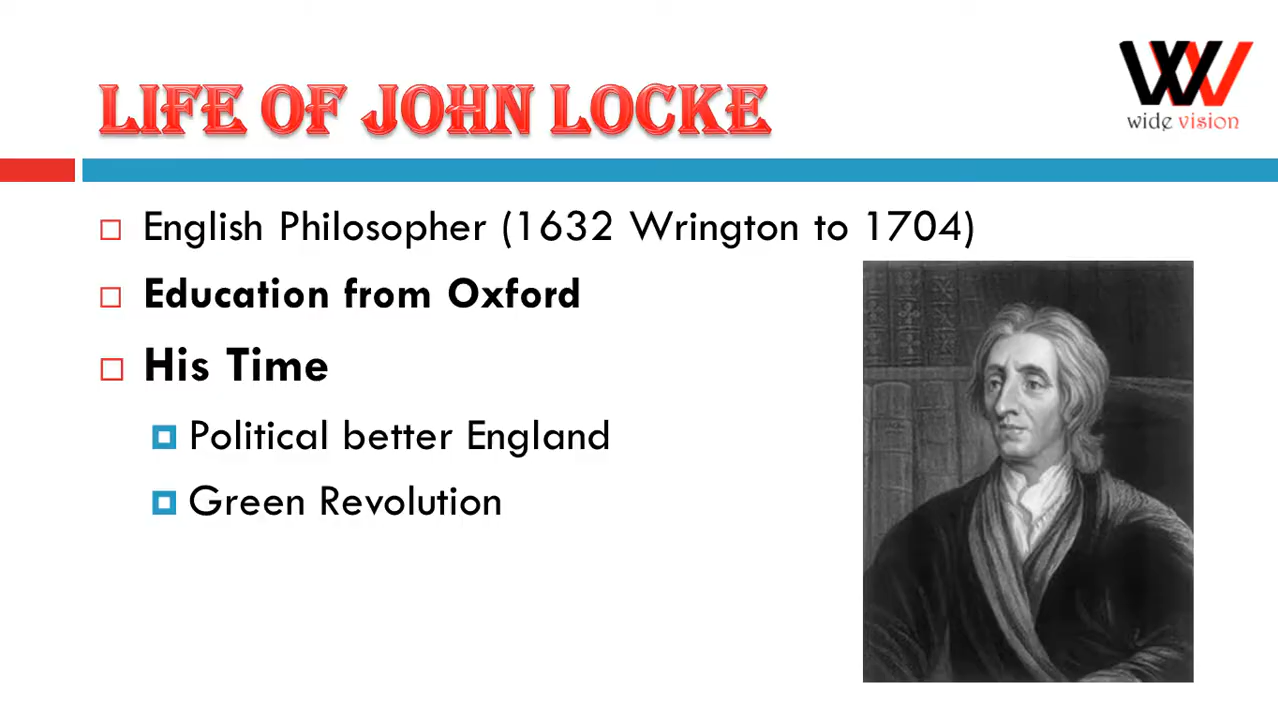 LIFE OF JOHN LOCKE
wide vision
English Philosopher (1632 Wrington to 1704)
Education from Oxford
His Time
Political better England
Green Revolution